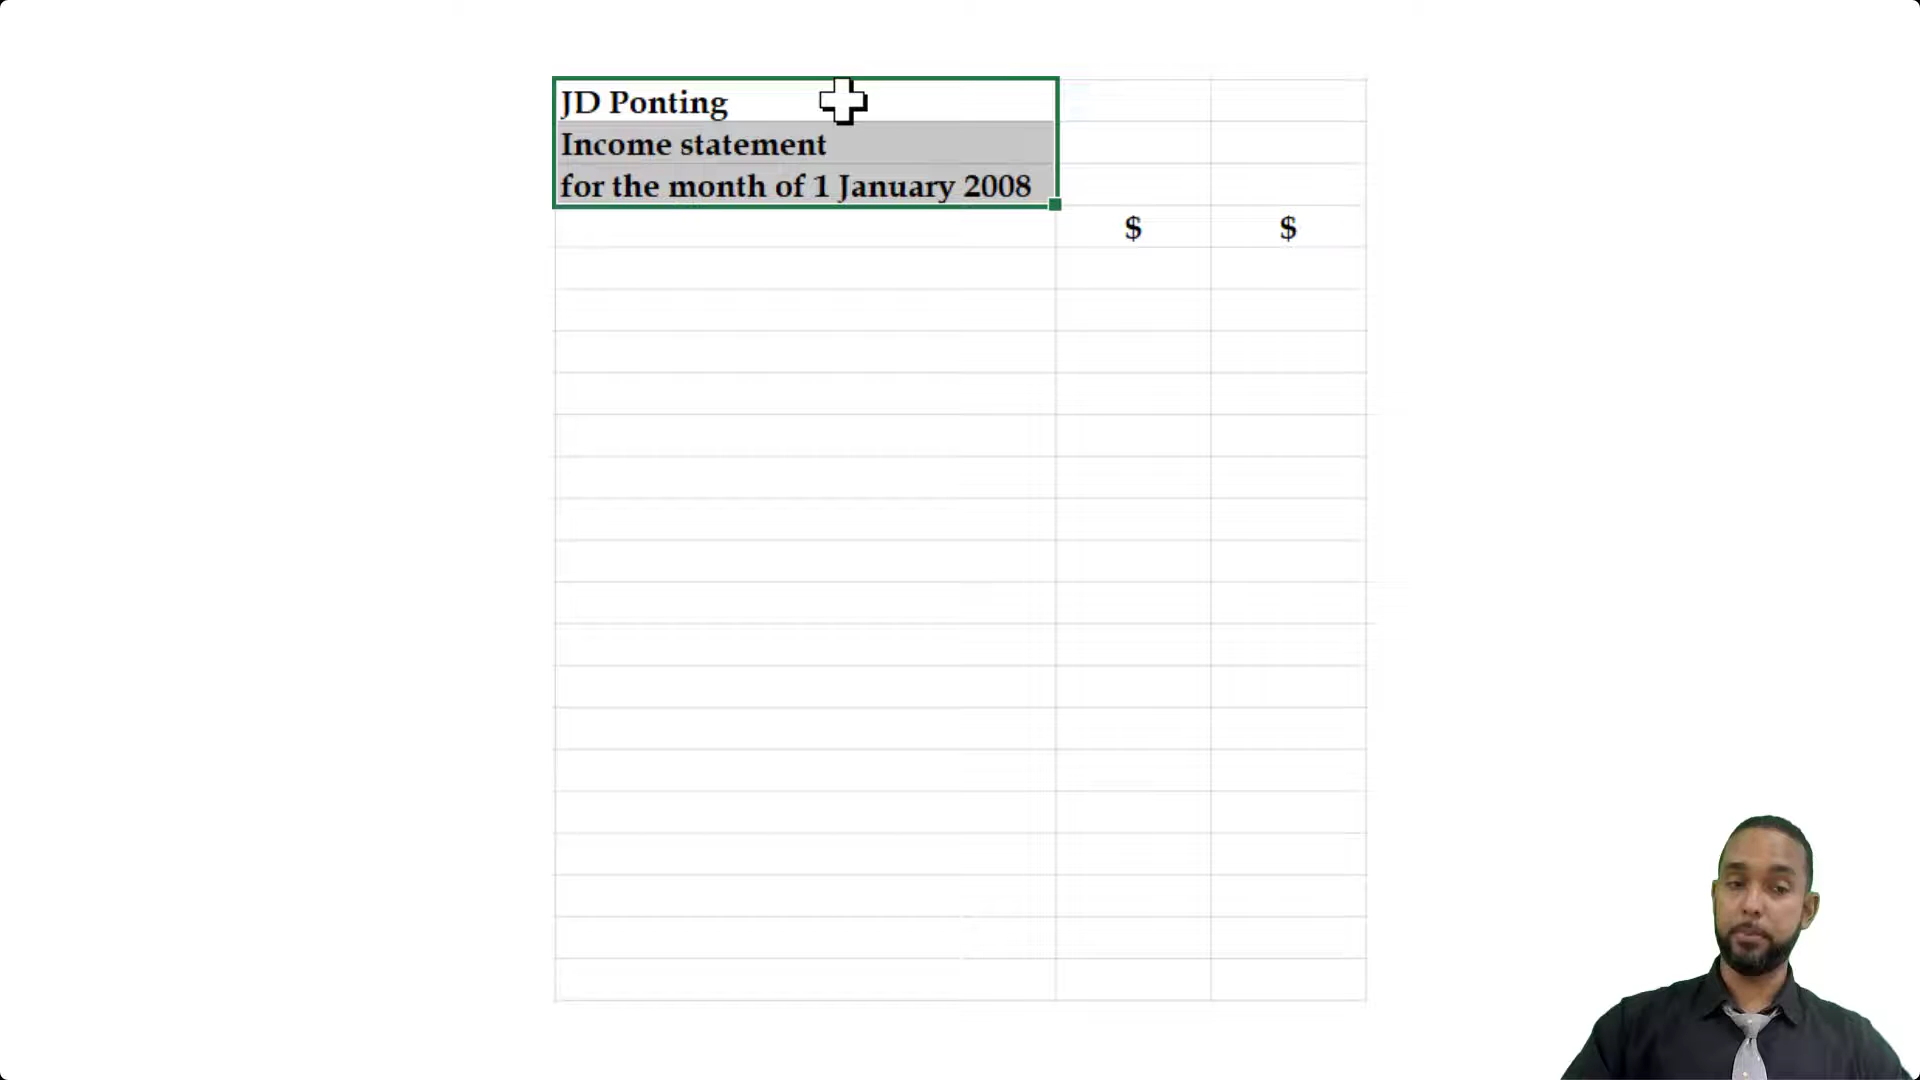 JD Ponting
Income statement
for the month of 1 January 2008
$ $